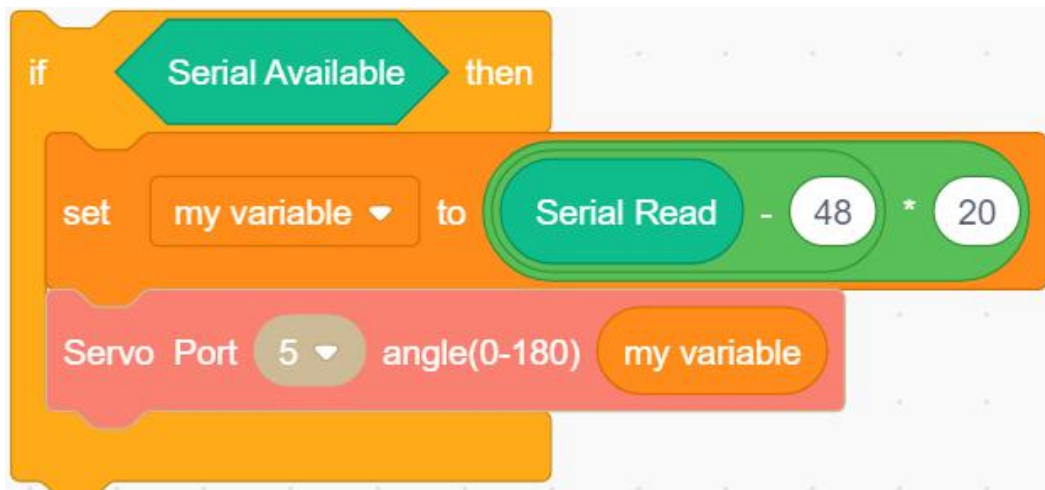 if Serial Available then
set my variable to Serial Read - 48 * 20
Servo Port 5 angle(0-180) my variable